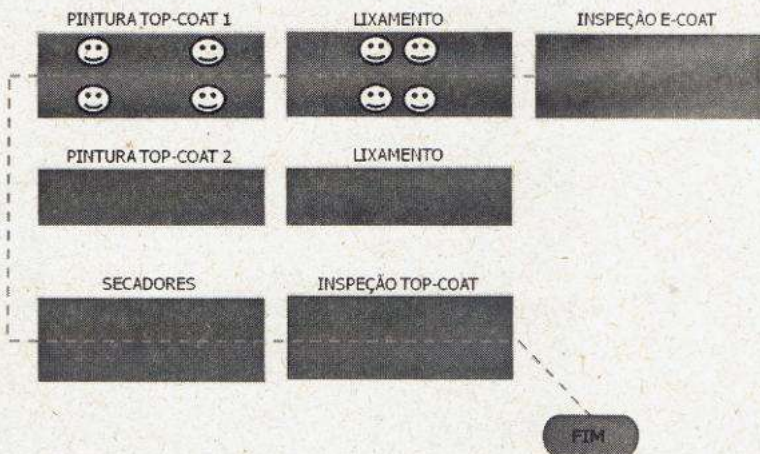 PINTURA TOP-COAT 1 LIXAMENTO INSPEÇÃO E-COAT
PINTURA TOP-COAT 2 LIXAMENTO
SECADORES INSPEÇÃO TOP-COAT
FIM